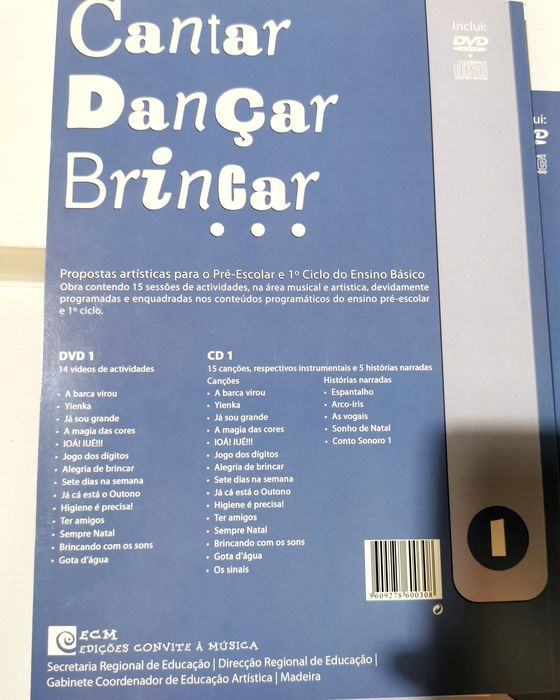 Cantar
Dançar
Brincar
...
Inclui:
DVD
VIDEO
+
COMPACT
disc
DIGITAL AUDIO
ui:
Propostas artísticas para o Pré-Escolar e 1º Ciclo do Ensino Básico
Obra contendo 15 sessões de actividades, na área musical e artística, devidamente
programadas e enquadradas nos conteúdos programáticos do ensino pré-escolar
e 1º ciclo.
DVD 1
14 vídeos de actividades
• A barca virou
• Yienka
• Já sou grande
• A magia das cores
• IOÁ! IUÉ!!!
• Jogo dos dígitos
• Alegria de brincar
• Sete dias na semana
• Já cá está o Outono
• Higiene é precisa!
• Ter amigos
• Sempre Natal
• Brincando com os sons
• Gota d'água
CD 1
15 canções, respectivos instrumentais e 5 histórias narradas
Canções
• A barca virou
• Yienka
• Já sou grande
• A magia das cores
• IOÁ! IUÉ!!!
• Jogo dos dígitos
• Alegria de brincar
• Sete dias na semana
• Já cá está o Outono
• Higiene é precisa!
• Ter amigos
• Sempre Natal
• Brincando com os sons
• Gota d'água
• Os sinais
Histórias narradas
• Espantalho
• Arco-íris
• As vogais
• Sonho de Natal
• Conto Sonoro 1
1
9609278600308
ECM
EDIÇÕES CONVITE À MÚSICA
Secretaria Regional de Educação | Direcção Regional de Educação |
Gabinete Coordenador de Educação Artística | Madeira